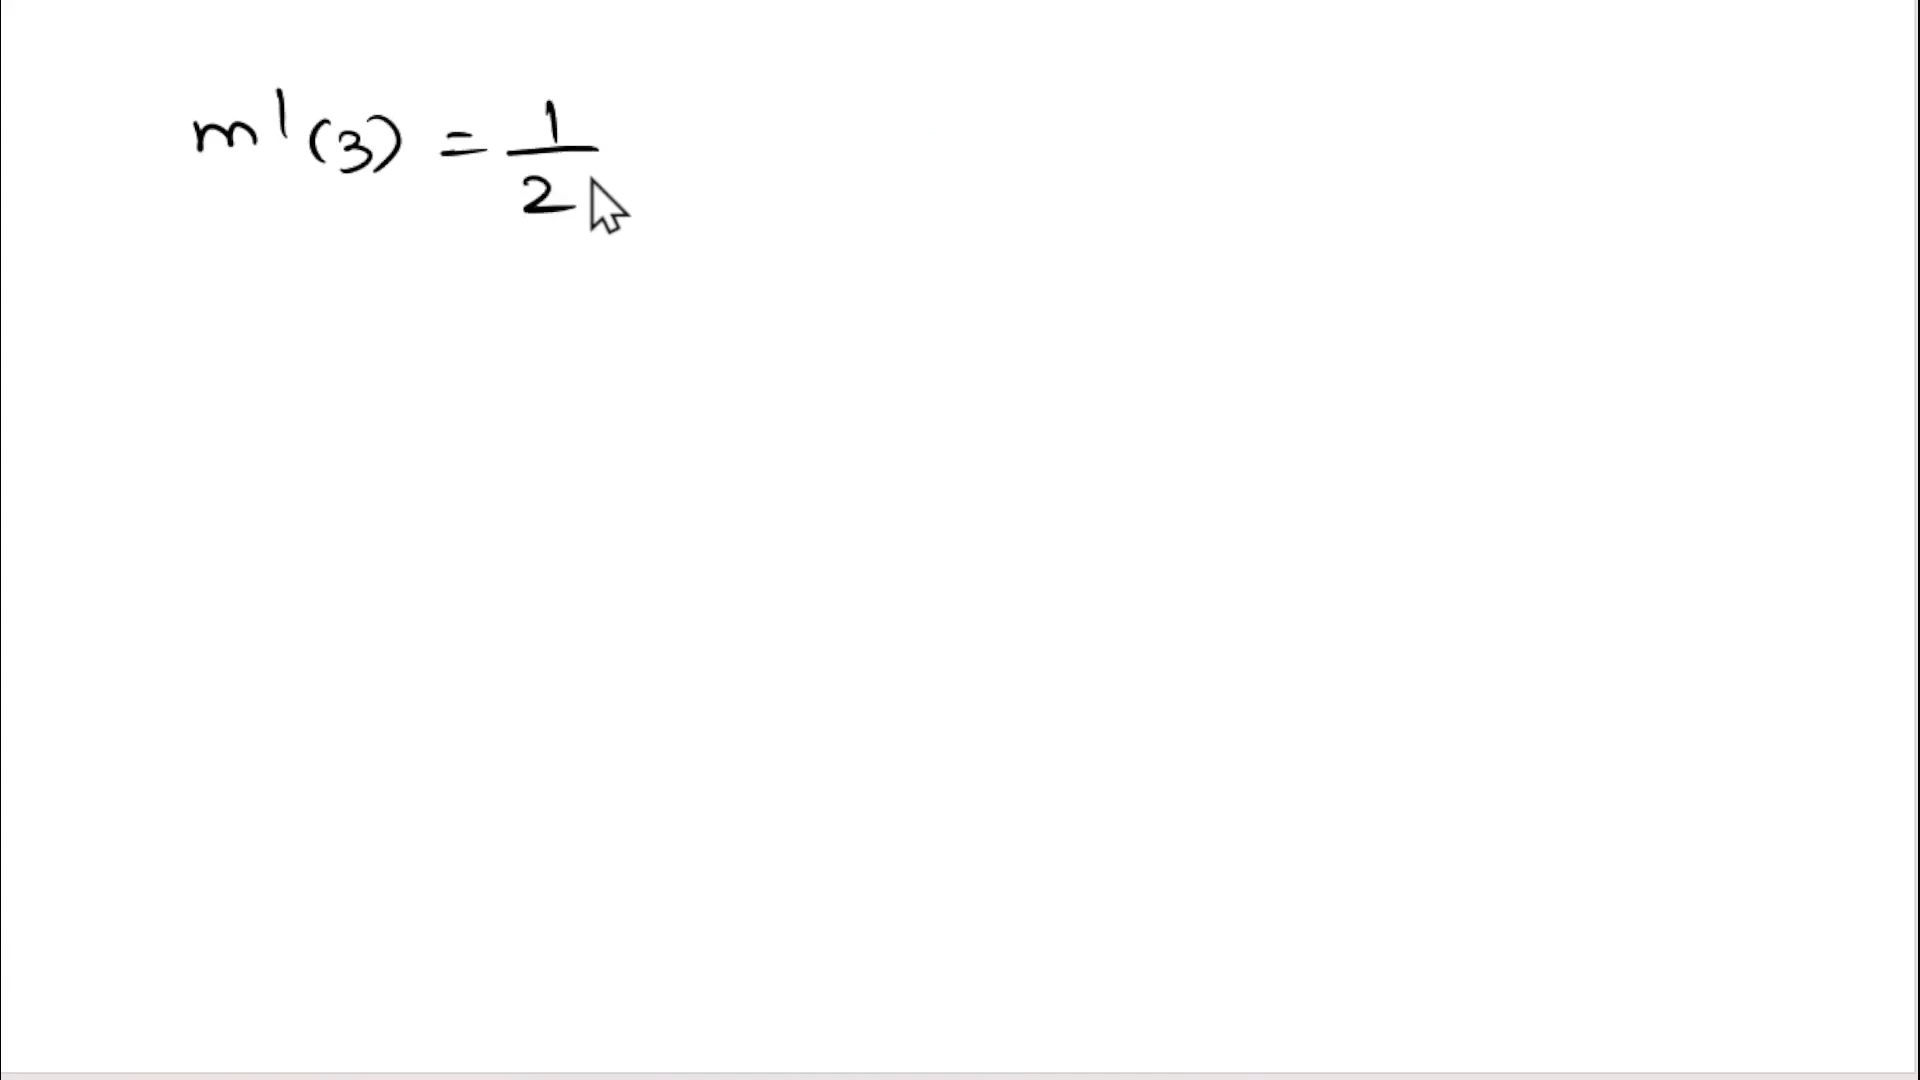 m'(3) = 1/2